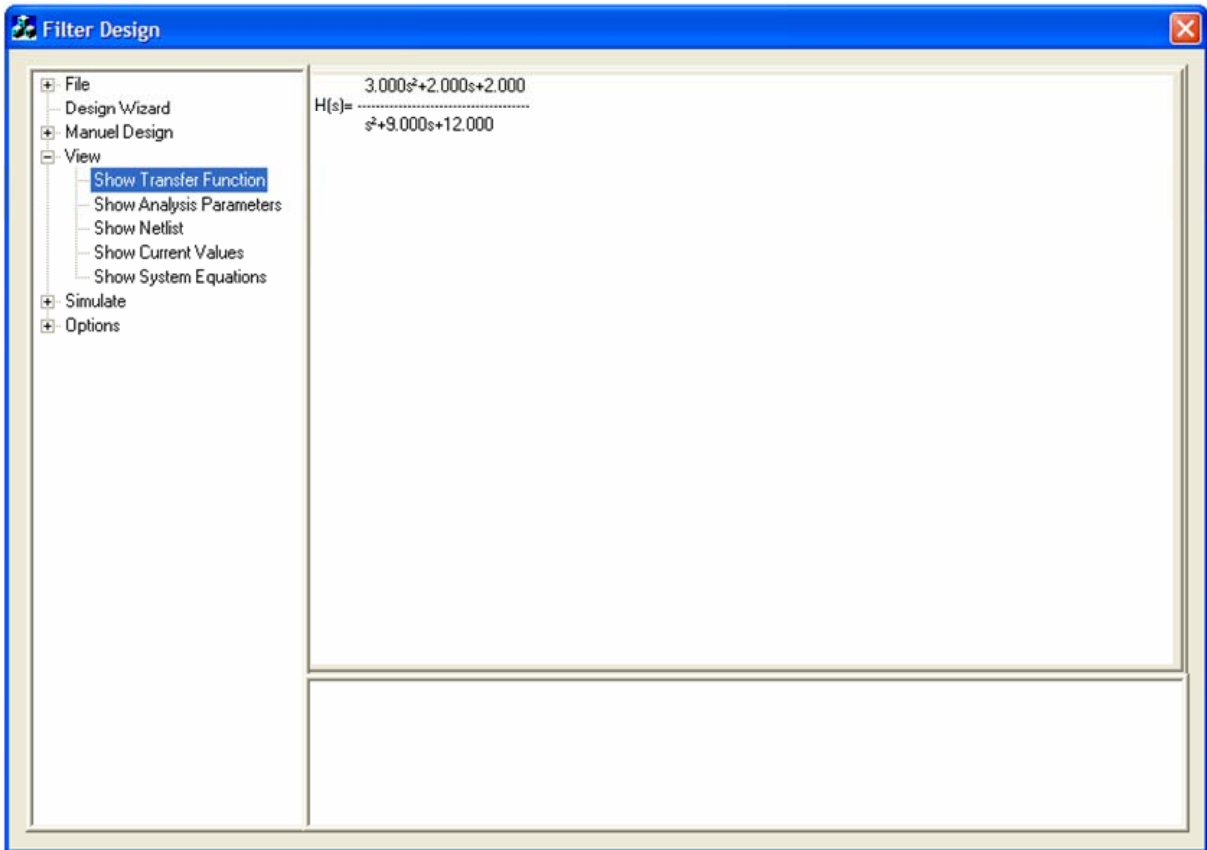 Filter Design
File
Design Wizard
Manuel Design
View
Show Transfer Function
Show Analysis Parameters
Show Netlist
Show Current Values
Show System Equations
Simulate
Options
3.000s²+2.000s+2.000
H(s)= ----------------------------------------
s²+9.000s+12.000